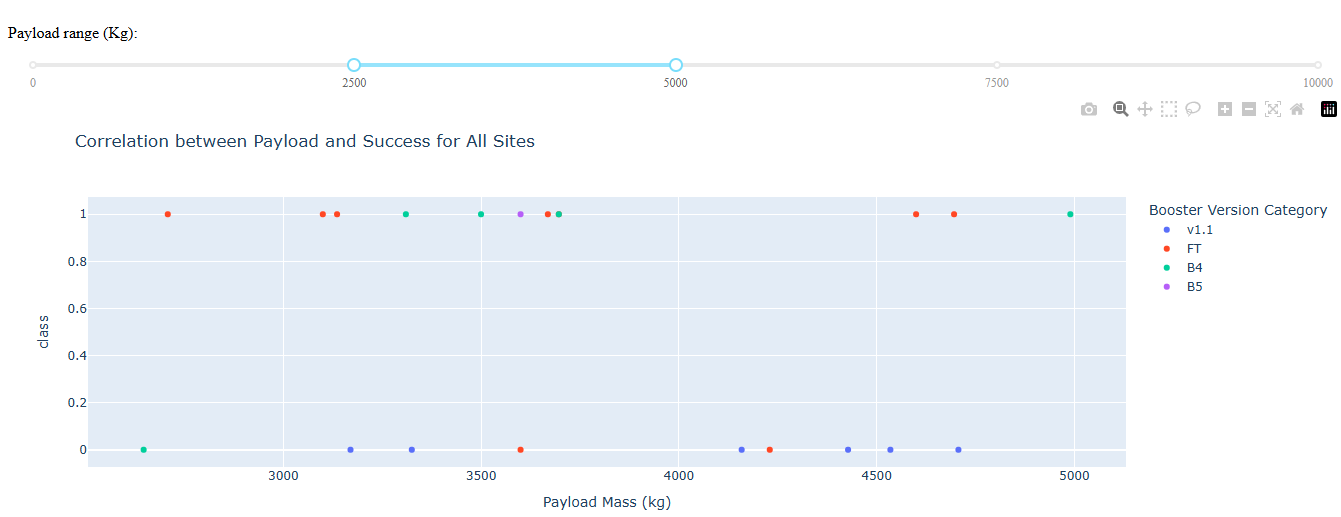 Payload range (Kg):
0 2500 5000 7500 10000
Correlation between Payload and Success for All Sites
Booster Version Category
v1.1
FT
B4
B5
class
1
0.8
0.6
0.4
0.2
0
3000 3500 4000 4500 5000
Payload Mass (kg)